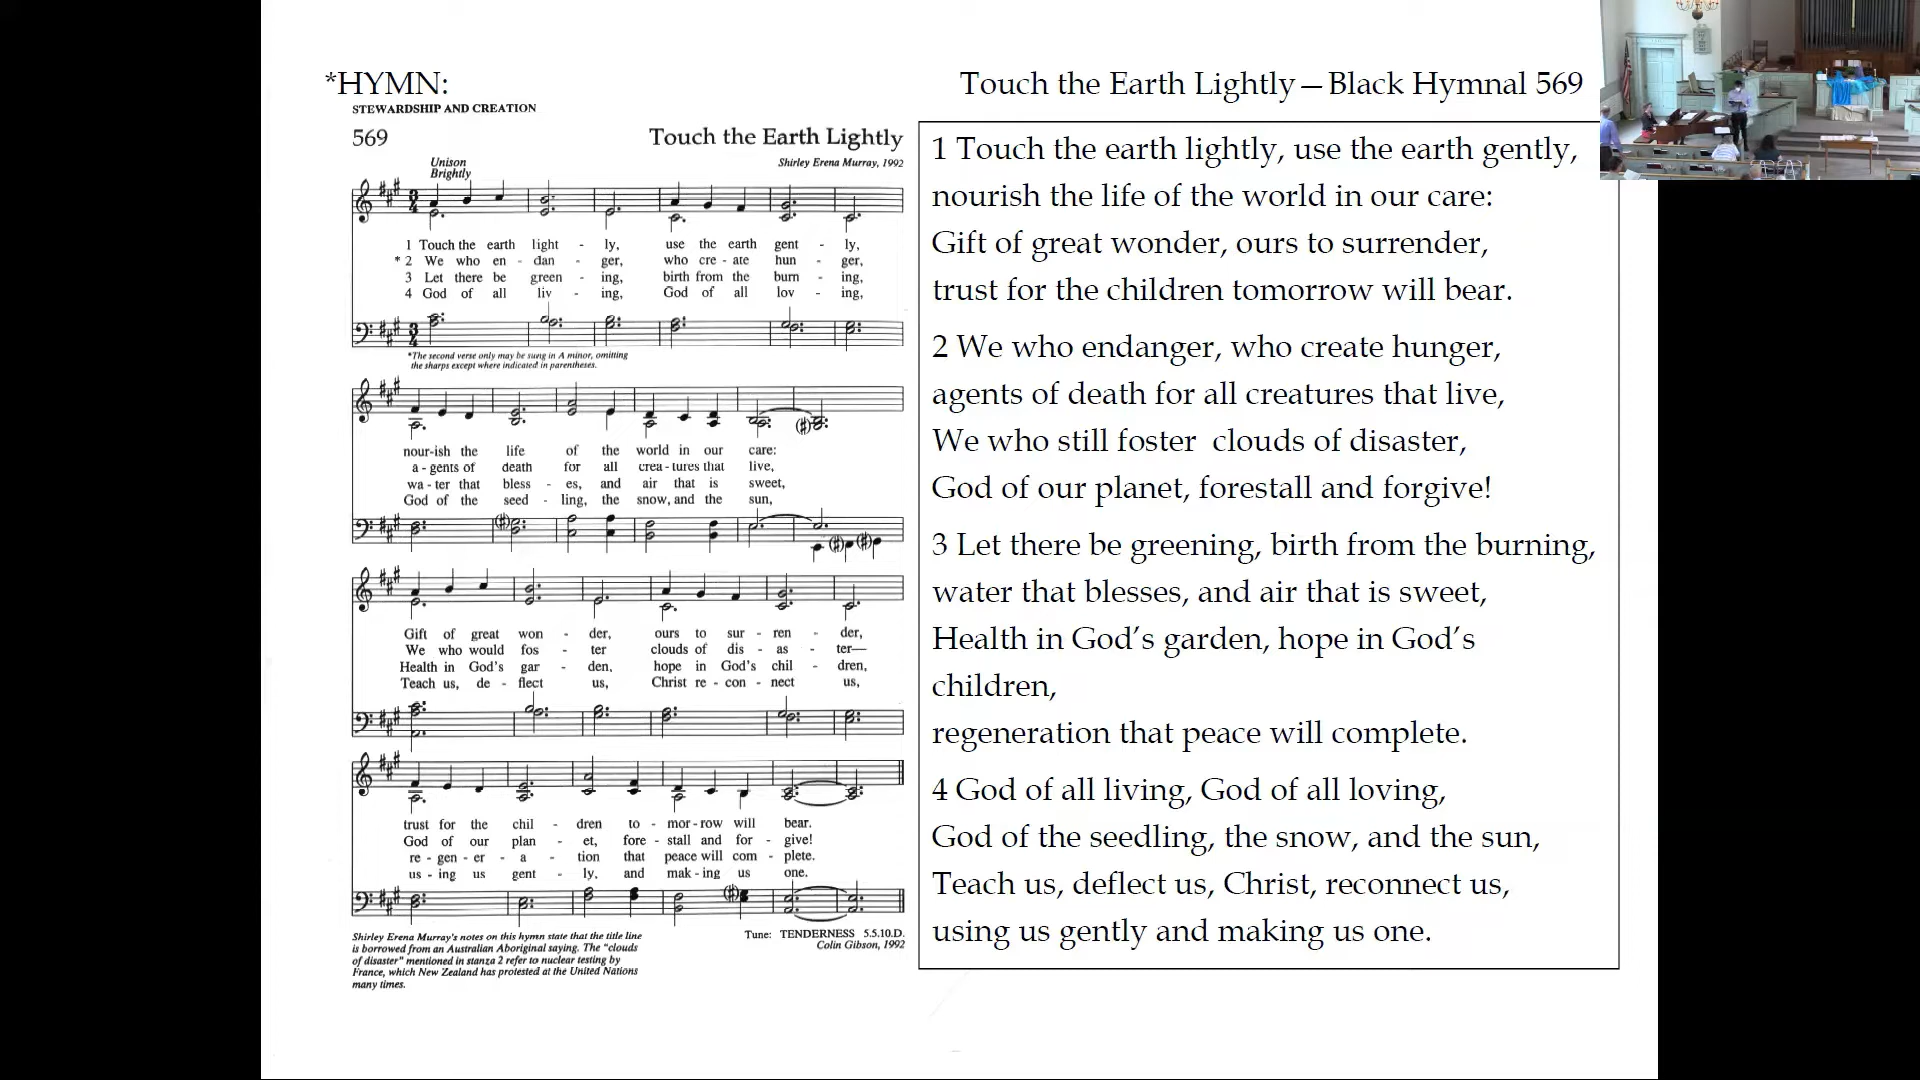 *HYMN:
Touch the Earth Lightly—Black Hymnal 569
STEWARDSHIP AND CREATION
569
Touch the Earth Lightly
Unison
Brightly
Shirley Erena Murray, 1992
1 Touch the earth light - ly, use the earth gent - ly,
* 2 We who en - dan - ger, who cre - ate hun - ger,
3 Let there be green - ing, birth from the burn - ing,
4 God of all liv - ing, God of all lov - ing,
*The second verse only may be sung in A minor, omitting
the sharps except where indicated in parentheses.
nour-ish the life of the world in our care:
a - gents of death for all crea - tures that live,
wa - ter that bless - es, and air that is sweet,
God of the seed - ling, the snow, and the sun,
Gift of great won - der, ours to sur - ren - der,
We who would fos - ter clouds of dis - as - ter—
Health in God's gar - den, hope in God's chil - dren,
Teach us, de - flect us, Christ re - con - nect us,
trust for the chil - dren to - mor - row will bear.
God of our plan - et, fore - stall and for - give!
re - gen - er - a - tion that peace will com - plete.
us - ing us gent - ly, and mak - ing us one.
Shirley Erena Murray's notes on this hymn state that the title line
is borrowed from an Australian Aboriginal saying. The "clouds
of disaster" mentioned in stanza 2 refer to nuclear testing by
France, which New Zealand has protested at the United Nations
many times.
Tune: TENDERNESS 5.5.10.D.
Colin Gibson, 1992
1 Touch the earth lightly, use the earth gently,
nourish the life of the world in our care:
Gift of great wonder, ours to surrender,
trust for the children tomorrow will bear.
2 We who endanger, who create hunger,
agents of death for all creatures that live,
We who still foster clouds of disaster,
God of our planet, forestall and forgive!
3 Let there be greening, birth from the burning,
water that blesses, and air that is sweet,
Health in God's garden, hope in God's
children,
regeneration that peace will complete.
4 God of all living, God of all loving,
God of the seedling, the snow, and the sun,
Teach us, deflect us, Christ, reconnect us,
using us gently and making us one.